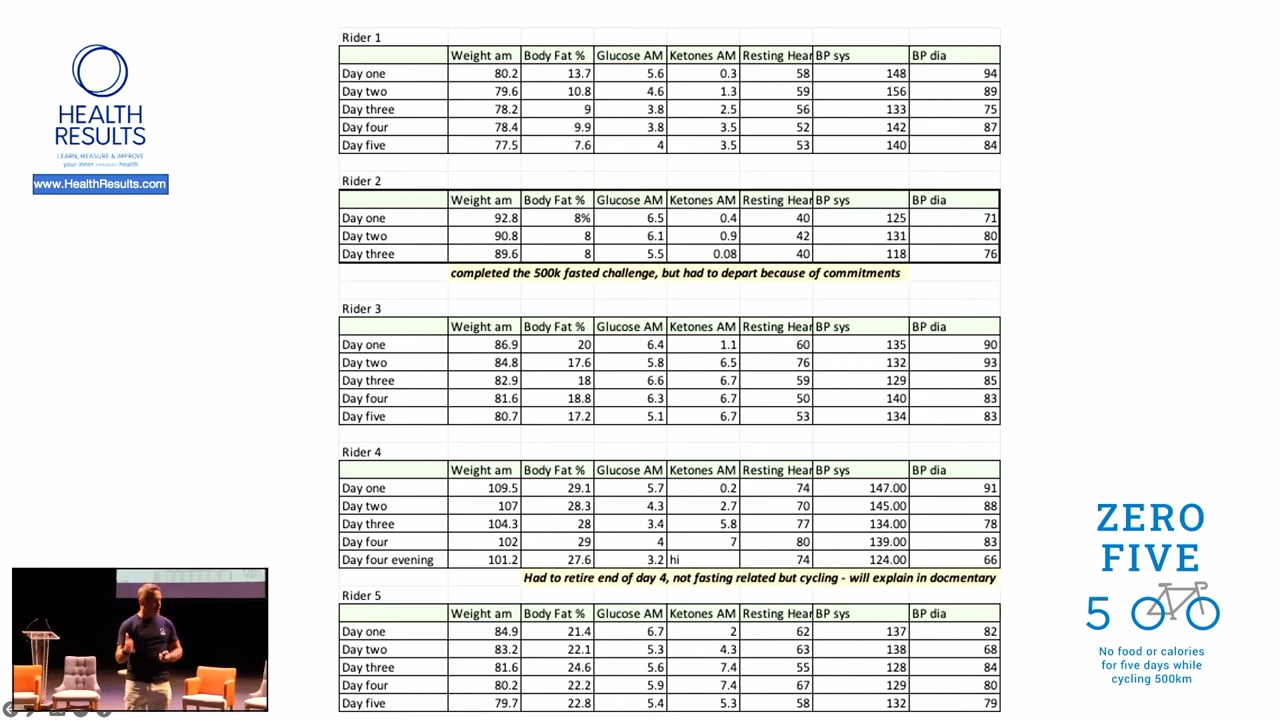 HEALTH
RESULTS
LEARN, MEASURE & IMPROVE
www.HealthResults.com
Rider 1
Weight am Body Fat % Glucose AM Ketones AM Resting Hear BP sys BP dia
Day one 80.2 13.7 5.6 0.3 58 148 94
Day two 79.6 10.8 4.6 1.3 59 156 89
Day three 78.2 9 3.8 2.5 56 133 75
Day four 78.4 9.9 3.8 3.5 52 142 87
Day five 77.5 7.6 4 3.5 53 140 84
Rider 2
Weight am Body Fat % Glucose AM Ketones AM Resting Hear BP sys BP dia
Day one 92.8 8% 6.5 0.4 40 125 71
Day two 90.8 8 6.1 0.9 42 131 80
Day three 89.6 8 5.5 0.08 40 118 76
completed the 500k fasted challenge, but had to depart because of commitments
Rider 3
Weight am Body Fat % Glucose AM Ketones AM Resting Hear BP sys BP dia
Day one 86.9 20 6.4 1.1 60 135 90
Day two 84.8 17.6 5.8 6.5 76 132 93
Day three 82.9 18 6.6 6.7 59 129 85
Day four 81.6 18.8 6.3 6.7 50 140 83
Day five 80.7 17.2 5.1 6.7 53 134 83
Rider 4
Weight am Body Fat % Glucose AM Ketones AM Resting Hear BP sys BP dia
Day one 109.5 29.1 5.7 0.2 74 147.00 91
Day two 107 28.3 4.3 2.7 70 145.00 88
Day three 104.3 28 3.4 5.8 77 134.00 78
Day four 102 29 4 7 80 139.00 83
Day four evening 101.2 27.6 3.2 hi 74 124.00 66
Had to retire end of day 4, not fasting related but cycling - will explain in docmentary
Rider 5
Weight am Body Fat % Glucose AM Ketones AM Resting Hear BP sys BP dia
Day one 84.9 21.4 6.7 2 62 137 82
Day two 83.2 22.1 5.3 4.3 63 138 68
Day three 81.6 24.6 5.6 7.4 55 128 84
Day four 80.2 22.2 5.9 7.4 67 129 80
Day five 79.7 22.8 5.4 5.3 58 132 79
ZERO
FIVE
5
No food or calories
for five days while
cycling 500km